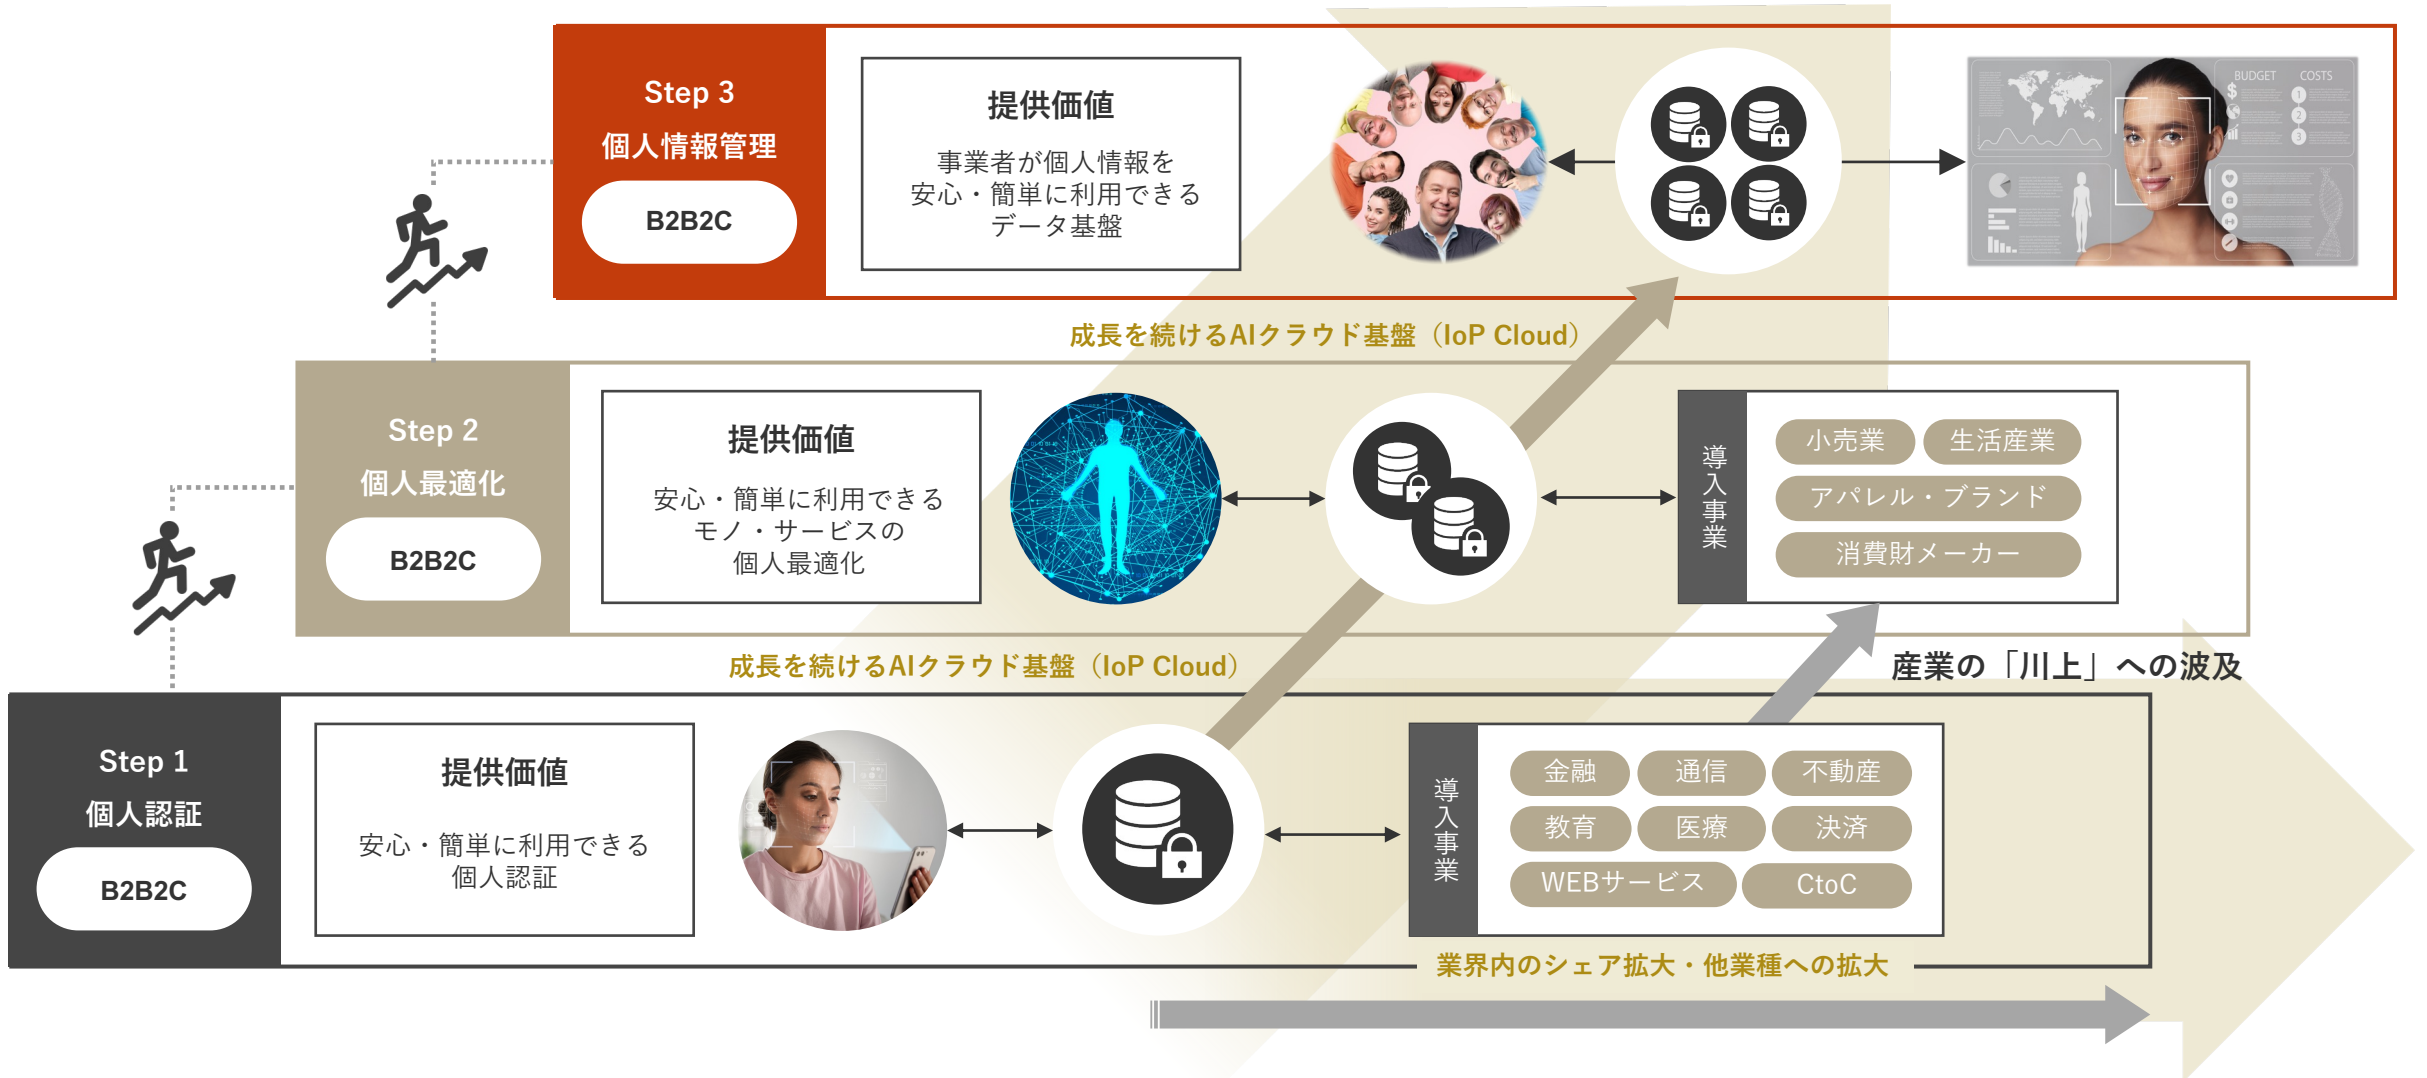 Step 3
個人情報管理
B2B2C
提供価値
事業者が個人情報を
安心・簡単に利用できる
データ基盤
BUDGET
COSTS
$
1
2
3
成長を続けるAIクラウド基盤（IoP Cloud）
Step 2
個人最適化
B2B2C
提供価値
安心・簡単に利用できる
モノ・サービスの
個人最適化
導入事業
小売業
生活産業
アパレル・ブランド
消費財メーカー
成長を続けるAIクラウド基盤（IoP Cloud）
産業の「川上」への波及
Step 1
個人認証
B2B2C
提供価値
安心・簡単に利用できる
個人認証
導入事業
金融
通信
不動産
教育
医療
決済
WEBサービス
CtoC
業界内のシェア拡大・他業種への拡大